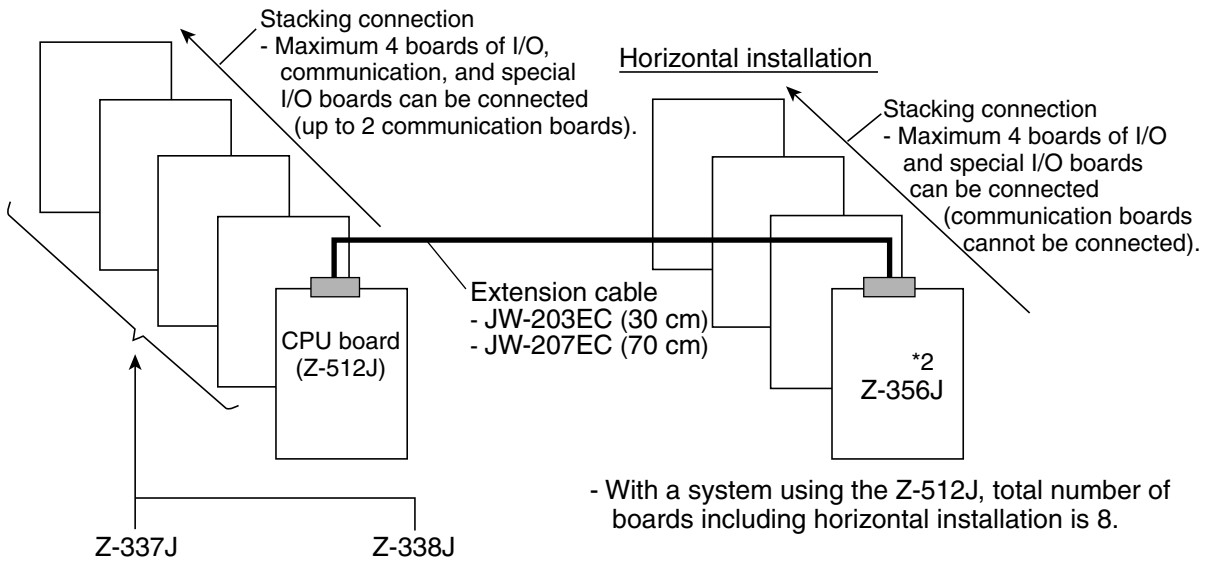 Stacking connection
- Maximum 4 boards of I/O,
communication, and special
I/O boards can be connected
(up to 2 communication boards).
Horizontal installation
Stacking connection
- Maximum 4 boards of I/O
and special I/O boards
can be connected
(communication boards
cannot be connected).
Extension cable
- JW-203EC (30 cm)
- JW-207EC (70 cm)
CPU board
(Z-512J)
*2
Z-356J
- With a system using the Z-512J, total number of
boards including horizontal installation is 8.
Z-337J
Z-338J